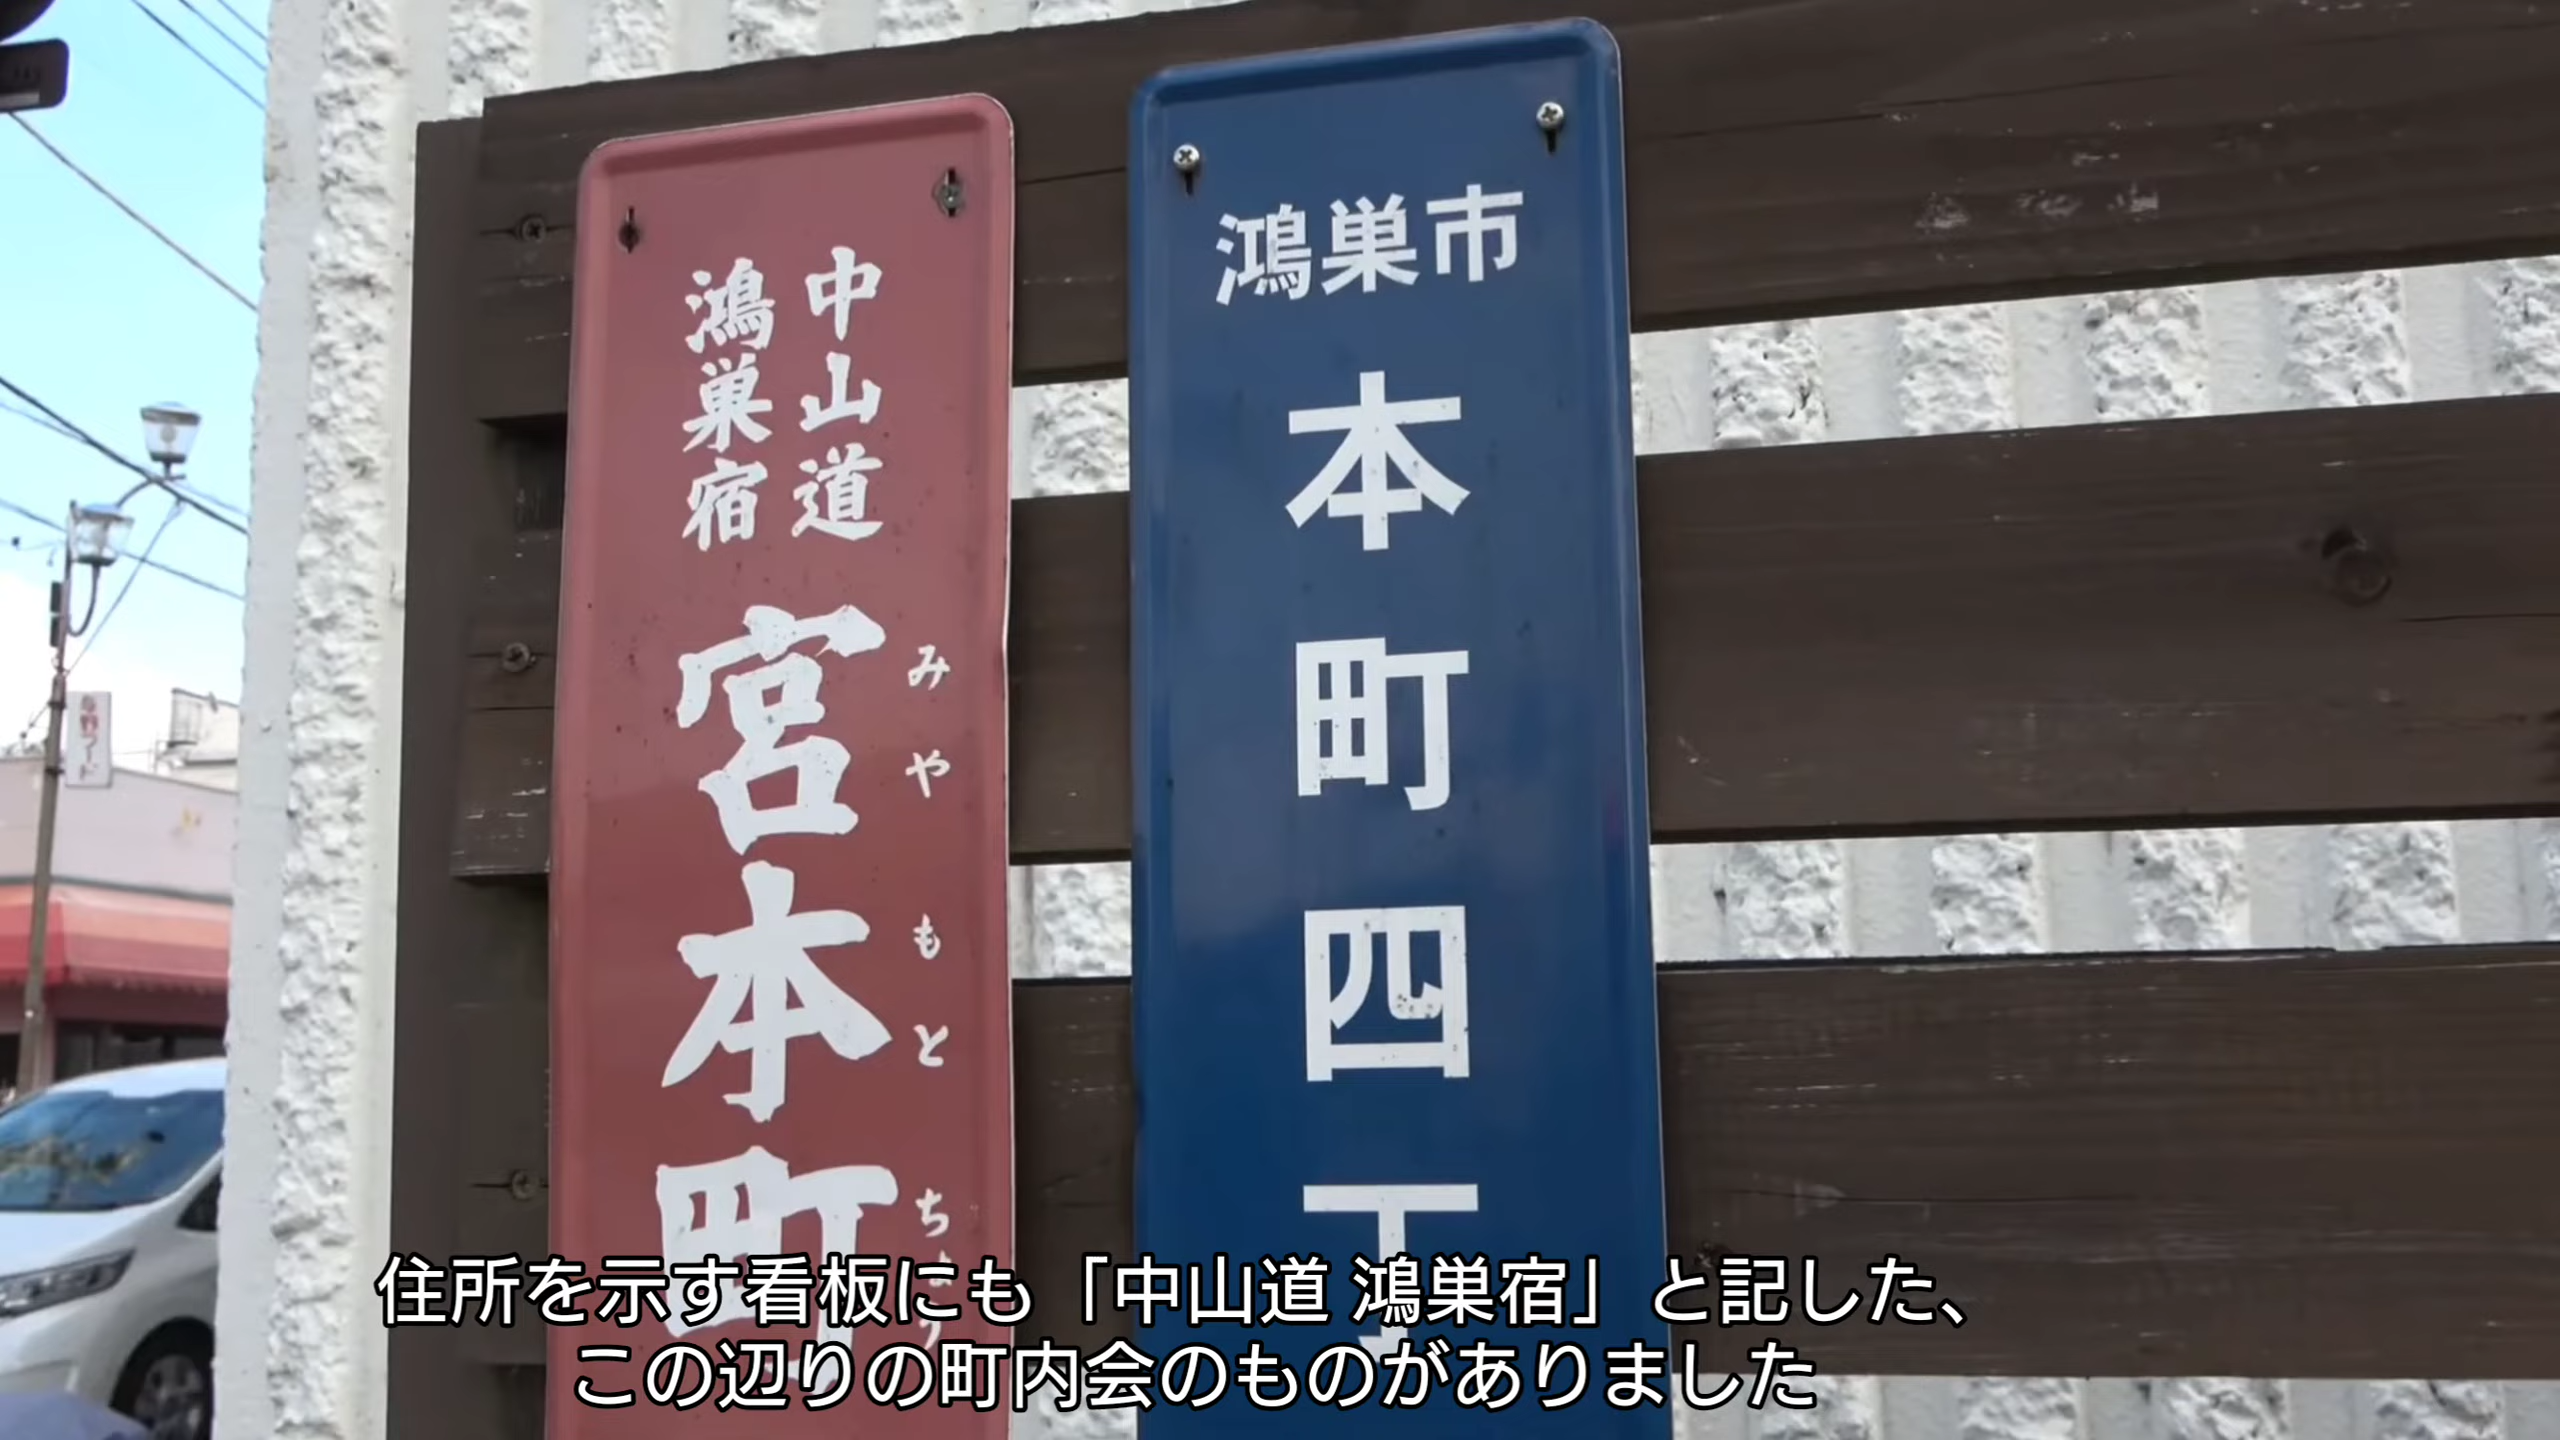 中山道
鴻巣宿
宮本町
みやもとちょう
鴻巣市
本町四丁
住所を示す看板にも「中山道 鴻巣宿」と記した、
この辺りの町内会のものがありました